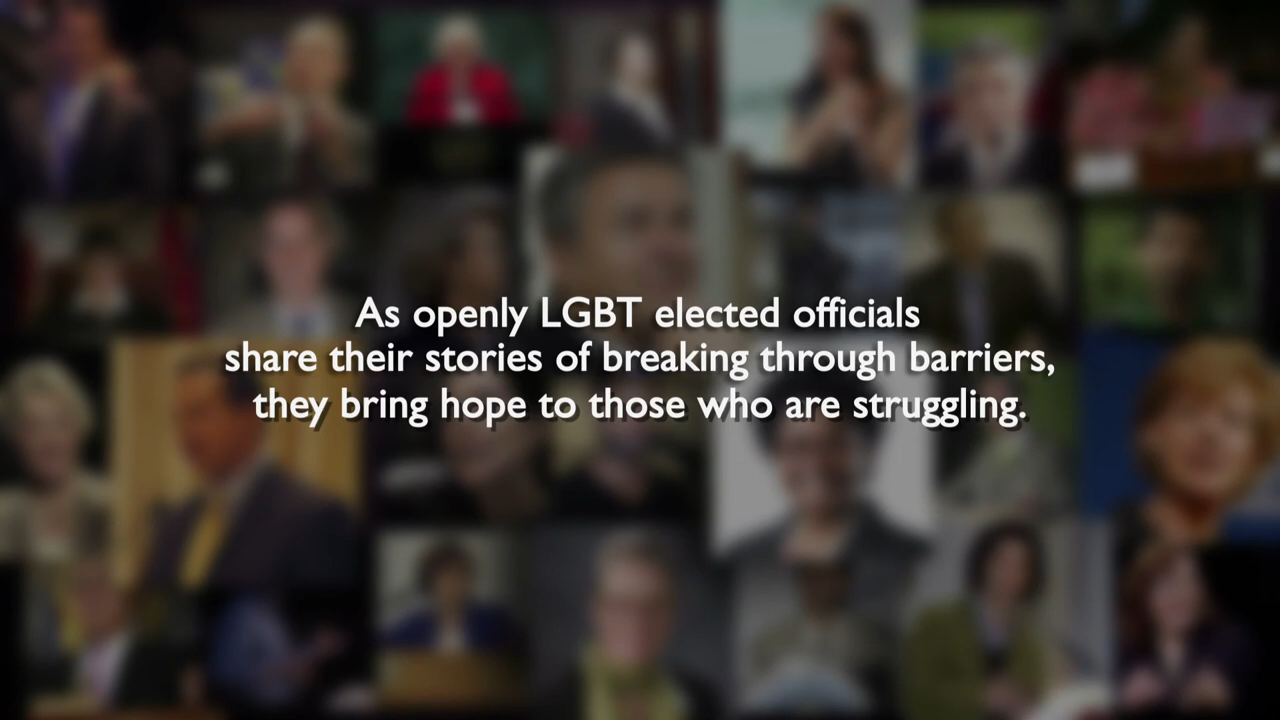 As openly LGBT elected officials
share their stories of breaking through barriers,
they bring hope to those who are struggling.